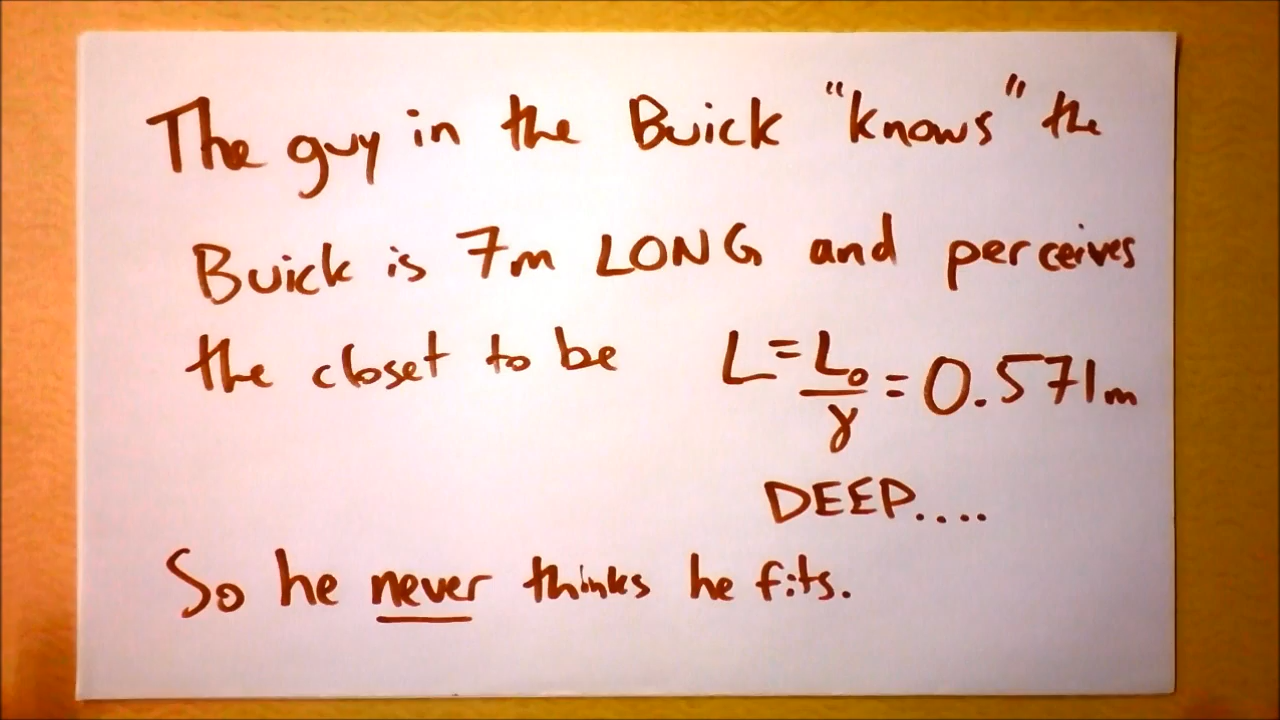 The guy in the Buick "knows" the
Buick is 7m LONG and perceives
the closet to be L = L₀/γ = 0.571m
DEEP....
So he never thinks he fits.